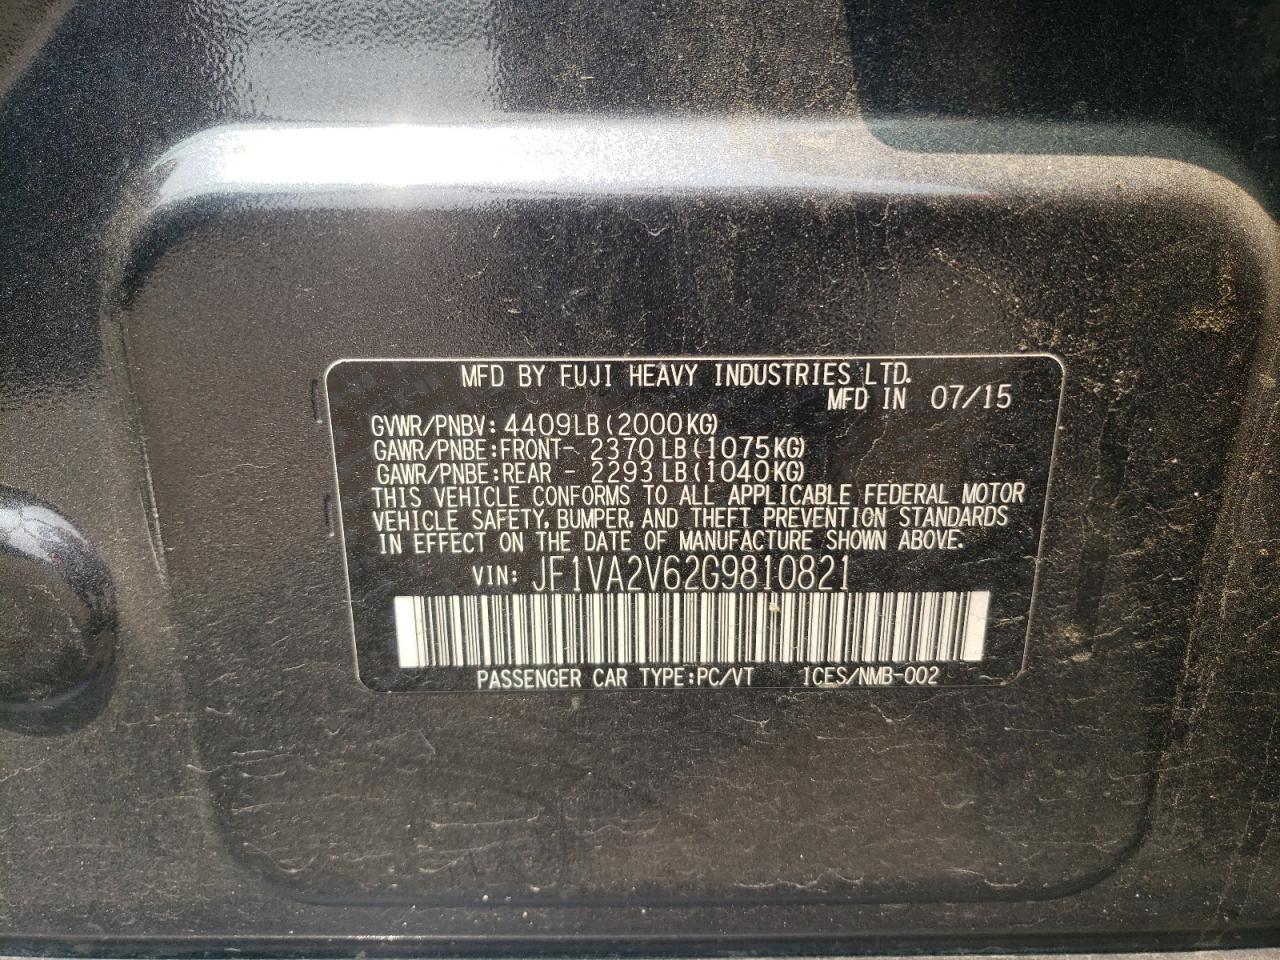 MFD BY FUJI HEAVY INDUSTRIES LTD.
MFD IN 07/15
GVWR/PNBV: 4409LB (2000KG)
GAWR/PNBE:FRONT- 2370 LB (1075KG)
GAWR/PNBE:REAR - 2293 LB (1040KG)
THIS VEHICLE CONFORMS TO ALL APPLICABLE FEDERAL MOTOR
VEHICLE SAFETY, BUMPER, AND THEFT PREVENTION STANDARDS
IN EFFECT ON THE DATE OF MANUFACTURE SHOWN ABOVE.
VIN: JF1VA2V62G9810821
PASSENGER CAR TYPE:PC/VT ICES/NMB-002